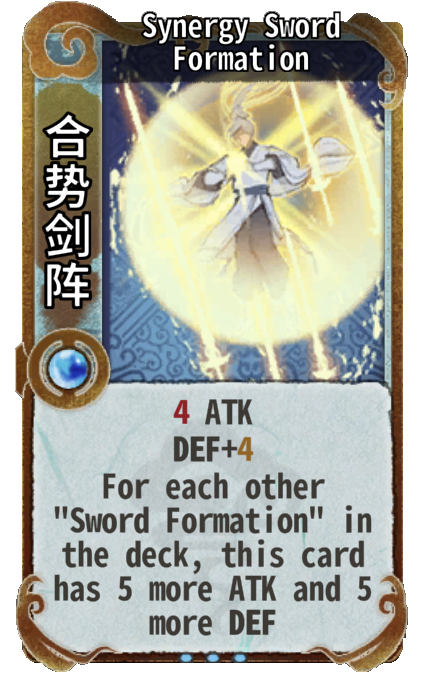 Synergy Sword
Formation
合势剑阵
4 ATK
DEF+4
For each other
"Sword Formation" in
the deck, this card
has 5 more ATK and 5
more DEF